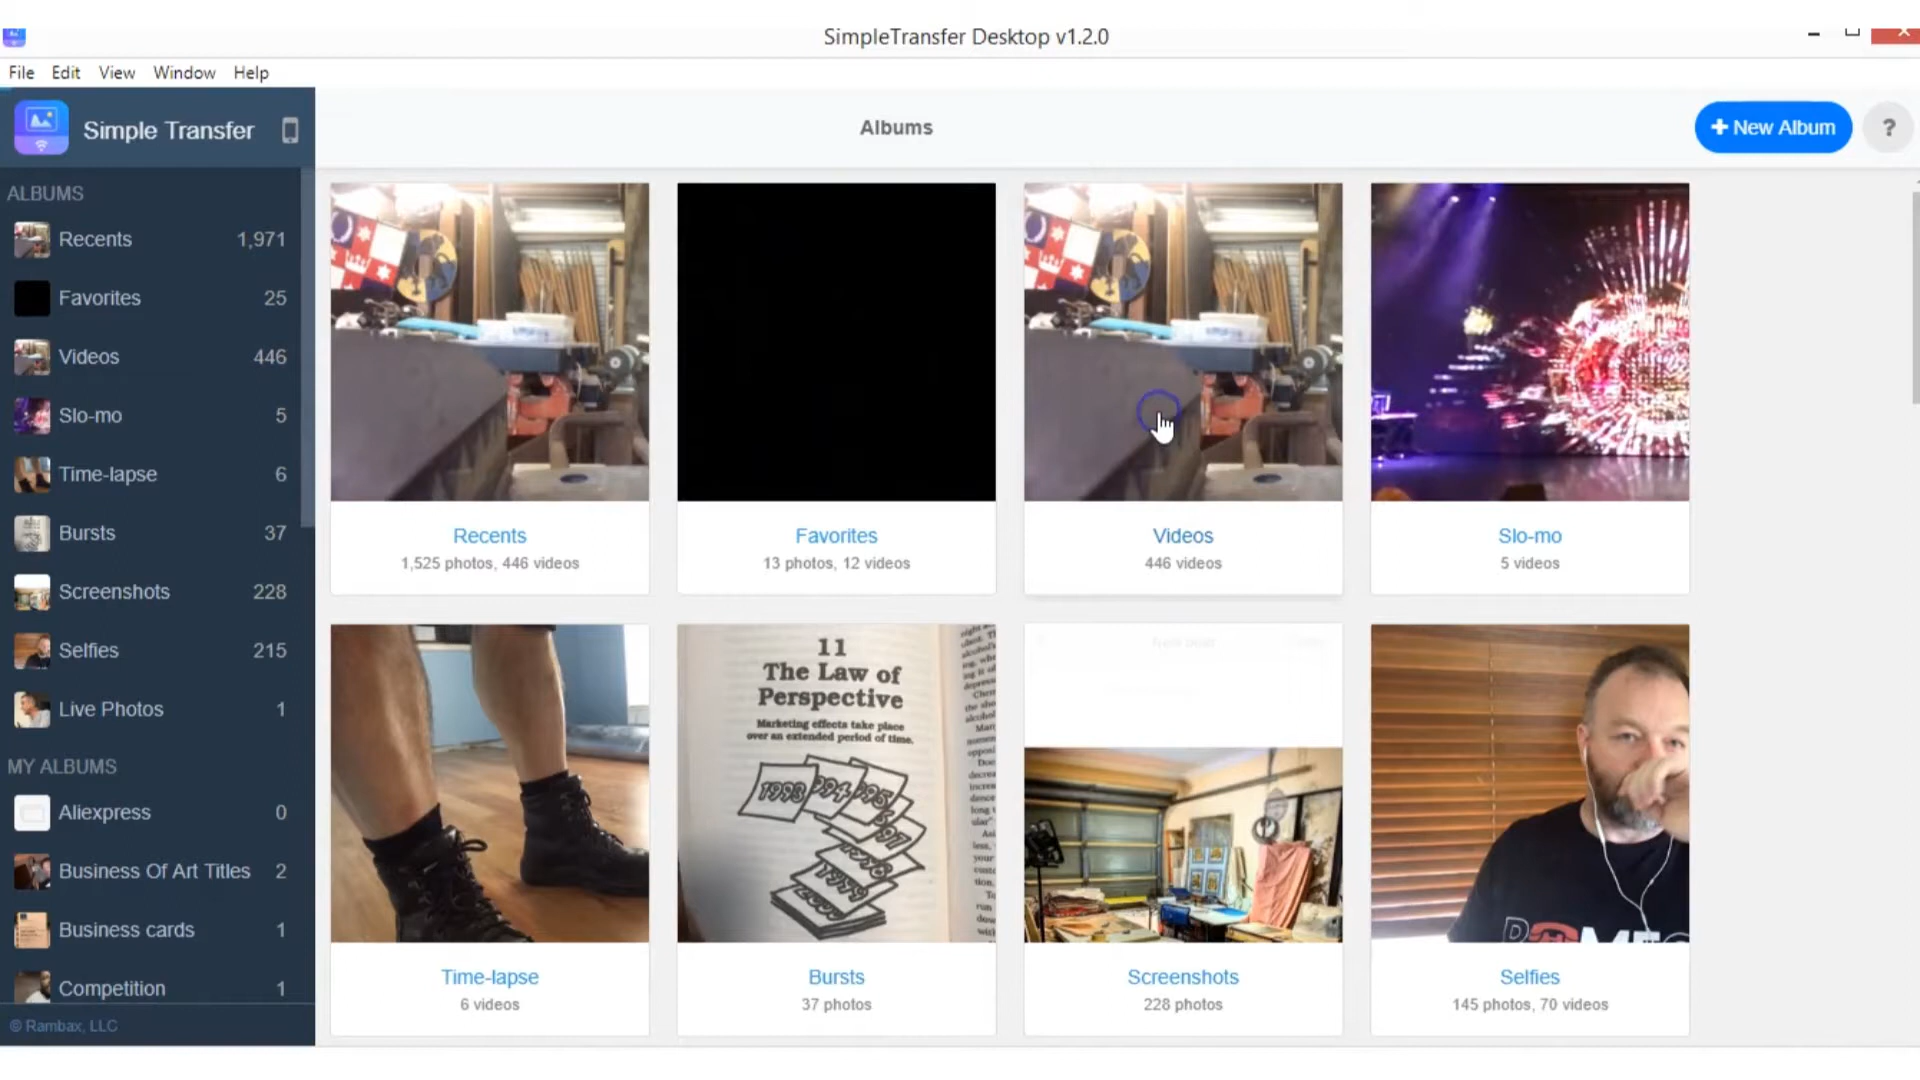 SimpleTransfer Desktop v1.2.0
File Edit View Window Help
Simple Transfer
Albums
+ New Album
?
ALBUMS
Recents 1,971
Favorites 25
Videos 446
Slo-mo 5
Time-lapse 6
Bursts 37
Screenshots 228
Selfies 215
Live Photos 1
MY ALBUMS
Aliexpress 0
Business Of Art Titles 2
Business cards 1
Competition 1
© Rambax, LLC
Recents
1,525 photos, 446 videos
Favorites
13 photos, 12 videos
Videos
446 videos
Slo-mo
5 videos
11
The Law of
Perspective
Marketing effects take place
over an extended period of time.
1993
Time-lapse
6 videos
Bursts
37 photos
Screenshots
228 photos
Selfies
145 photos, 70 videos